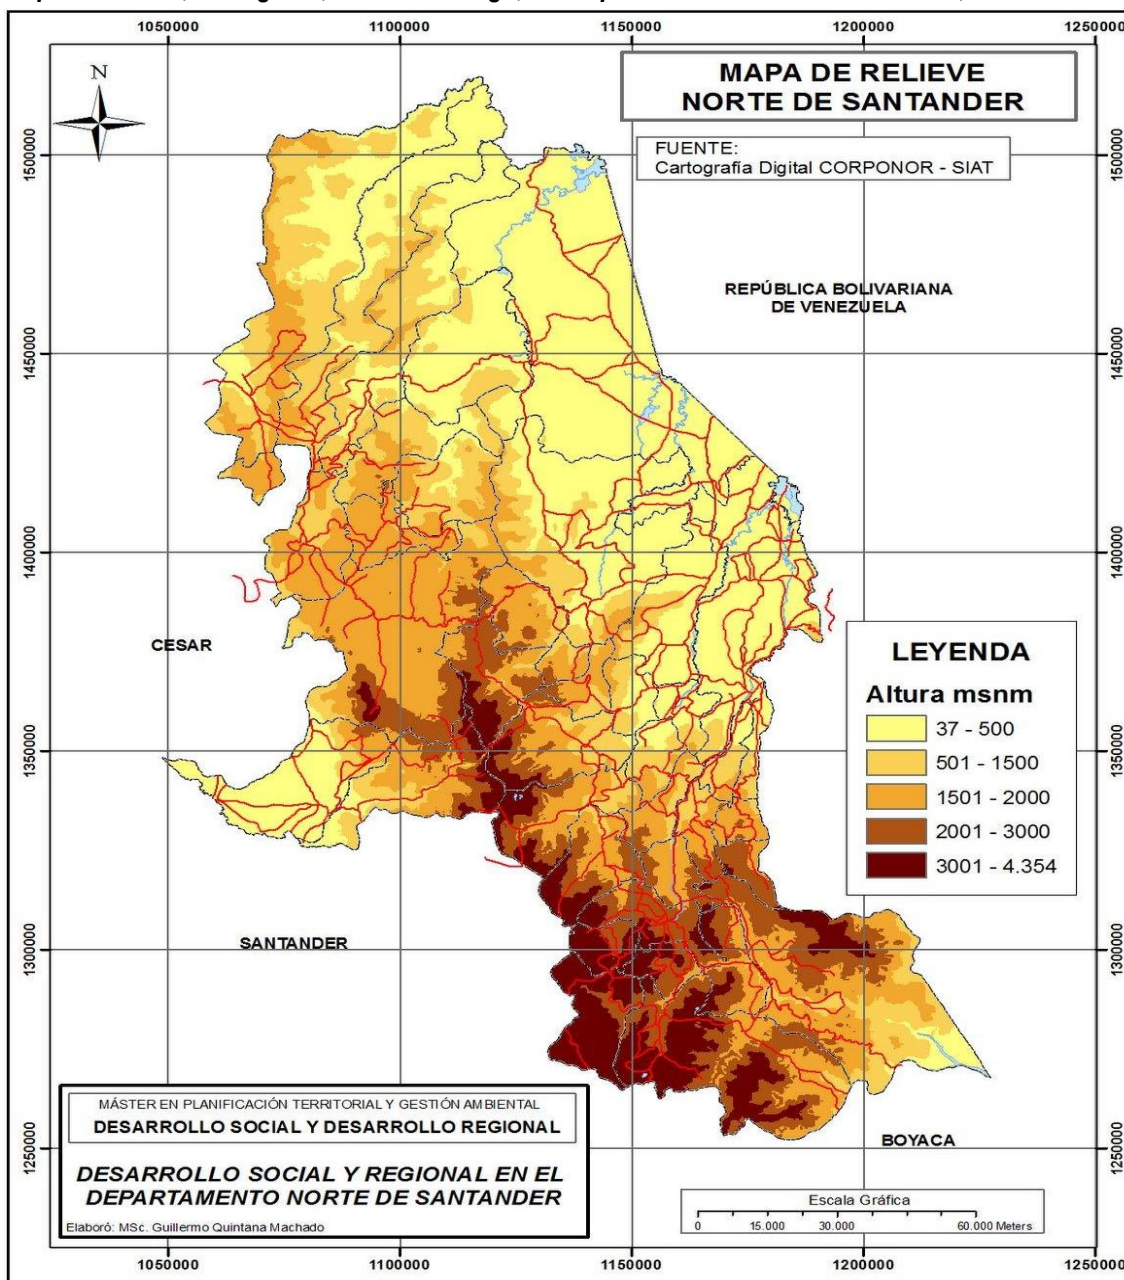 1050000
1100000
1150000
1200000
1250000
N
MAPA DE RELIEVE
NORTE DE SANTANDER
FUENTE:
Cartografía Digital CORPONOR - SIAT
REPÚBLICA BOLIVARIANA
DE VENEZUELA
1500000
1500000
1450000
1450000
1400000
1400000
CESAR
LEYENDA
Altura msnm
37 - 500
501 - 1500
1501 - 2000
2001 - 3000
3001 - 4.354
1350000
1350000
SANTANDER
1300000
1300000
BOYACA
1250000
1250000
MÁSTER EN PLANIFICACIÓN TERRITORIAL Y GESTIÓN AMBIENTAL
DESARROLLO SOCIAL Y DESARROLLO REGIONAL
DESARROLLO SOCIAL Y REGIONAL EN EL
DEPARTAMENTO NORTE DE SANTANDER
Elaboró: MSc. Guillermo Quintana Machado
Escala Gráfica
0 15.000 30.000 60.000 Meters
1050000
1100000
1150000
1200000
1250000